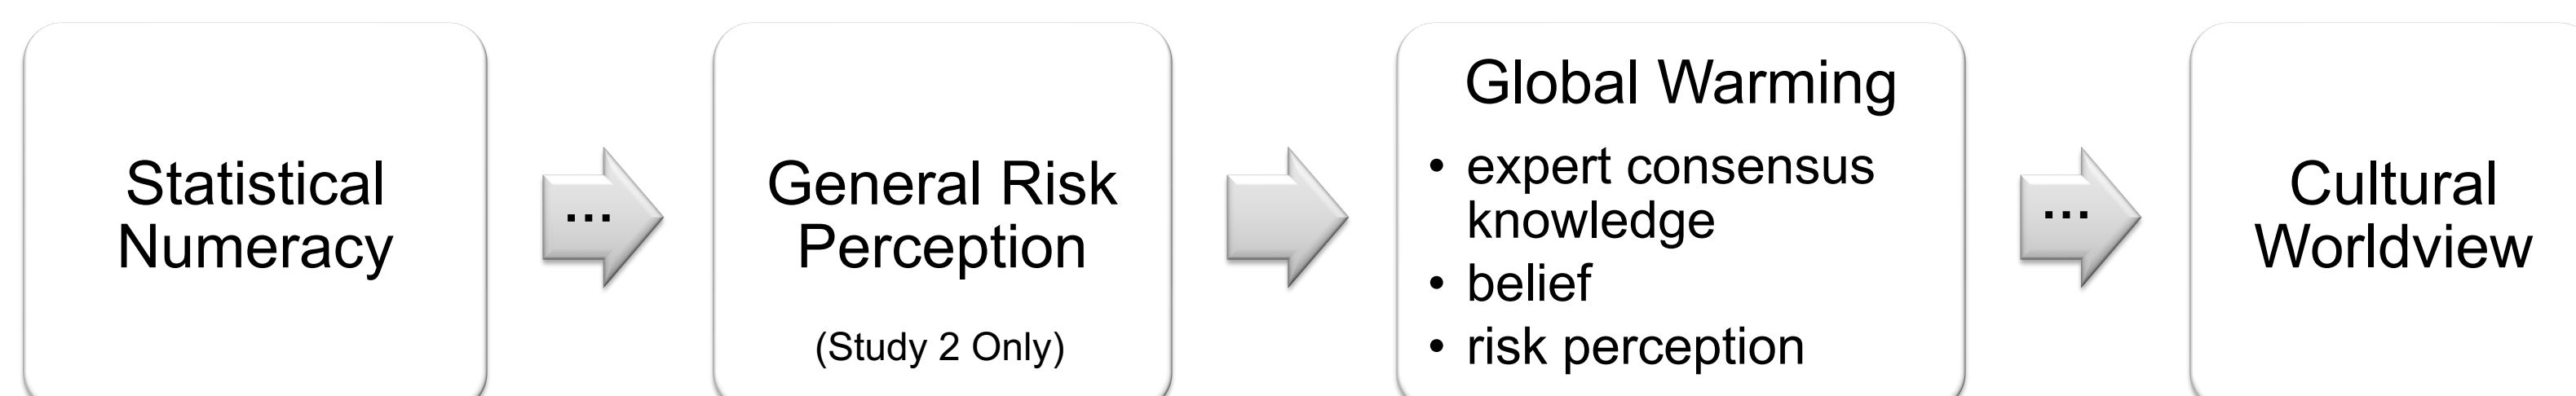 Statistical
Numeracy
...
General Risk
Perception
(Study 2 Only)
Global Warming
• expert consensus
knowledge
• belief
• risk perception
...
Cultural
Worldview